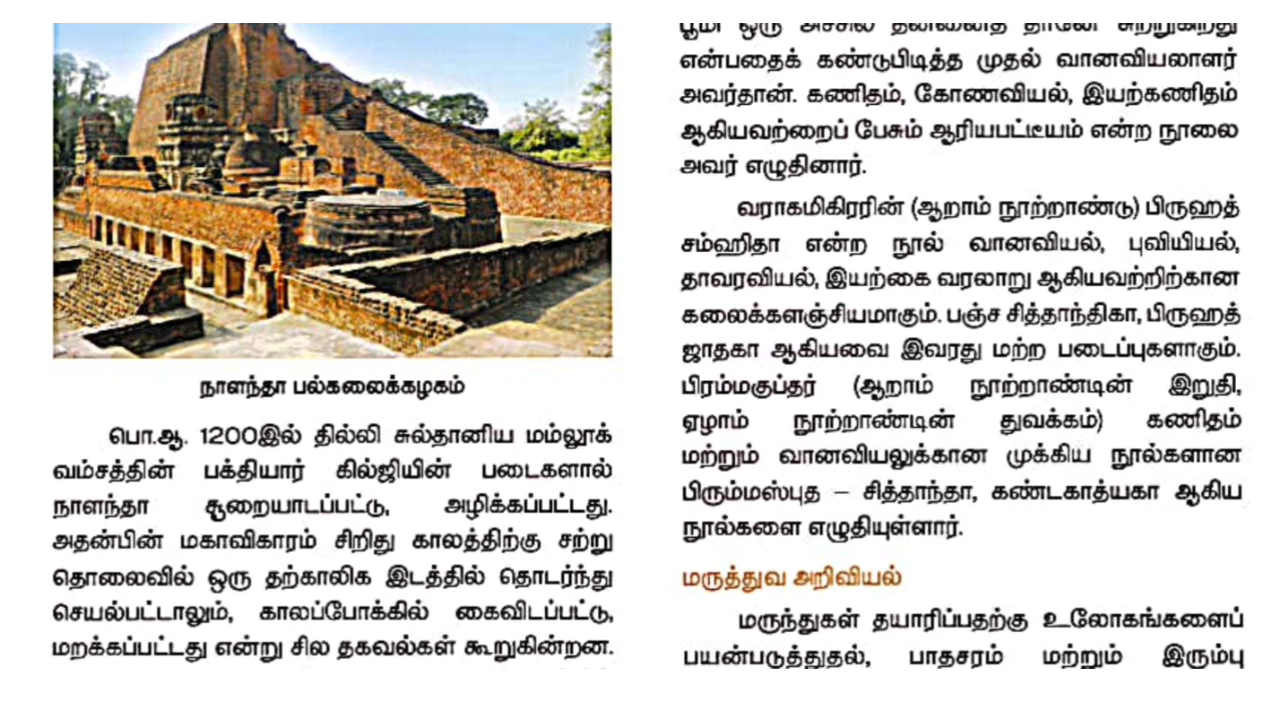 நாளந்தா பல்கலைக்கழகம்
பொ.ஆ. 1200இல் தில்லி சுல்தானிய மம்லூக்
வம்சத்தின் பக்தியார் கில்ஜியின் படைகளால்
நாளந்தா சூறையாடப்பட்டு, அழிக்கப்பட்டது.
அதன்பின் மகாவிகாரம் சிறிது காலத்திற்கு சற்று
தொலைவில் ஒரு தற்காலிக இடத்தில் தொடர்ந்து
செயல்பட்டாலும், காலப்போக்கில் கைவிடப்பட்டு,
மறக்கப்பட்டது என்று சில தகவல்கள் கூறுகின்றன.
பூமி ஒரு அச்சில் தன்னைத் தானே சுற்றுகிறது
என்பதைக் கண்டுபிடித்த முதல் வானவியலாளர்
அவர்தான். கணிதம், கோணவியல், இயற்கணிதம்
ஆகியவற்றைப் பேசும் ஆரியபட்டீயம் என்ற நூலை
அவர் எழுதினார்.
வராகமிகிரரின் (ஆறாம் நூற்றாண்டு) பிருஹத்
சம்ஹிதா என்ற நூல் வானவியல், புவியியல்,
தாவரவியல், இயற்கை வரலாறு ஆகியவற்றிற்கான
கலைக்களஞ்சியமாகும். பஞ்ச சித்தாந்திகா, பிருஹத்
ஜாதகா ஆகியவை இவரது மற்ற படைப்புகளாகும்.
பிரம்மகுப்தர் (ஆறாம் நூற்றாண்டின் இறுதி,
ஏழாம் நூற்றாண்டின் துவக்கம்) கணிதம்
மற்றும் வானவியலுக்கான முக்கிய நூல்களான
பிரும்மஸ்புத – சித்தாந்தா, கண்டகாத்யகா ஆகிய
நூல்களை எழுதியுள்ளார்.
மருத்துவ அறிவியல்
மருந்துகள் தயாரிப்பதற்கு உலோகங்களைப்
பயன்படுத்துதல், பாதசரம் மற்றும் இரும்பு